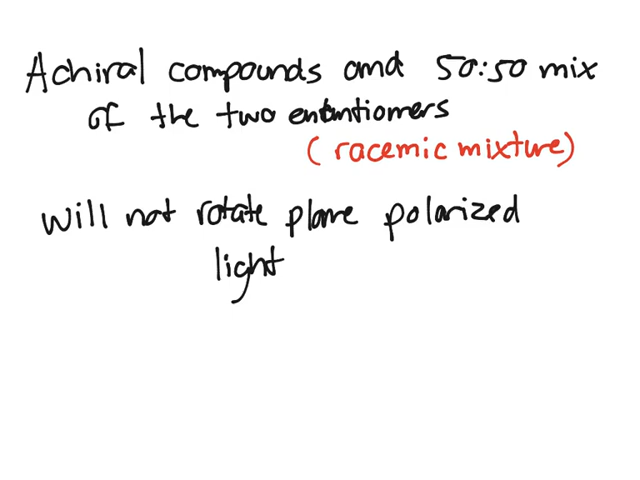 Achiral compounds and 50:50 mix
of the two enantiomers
(racemic mixture)
will not rotate plane polarized
light